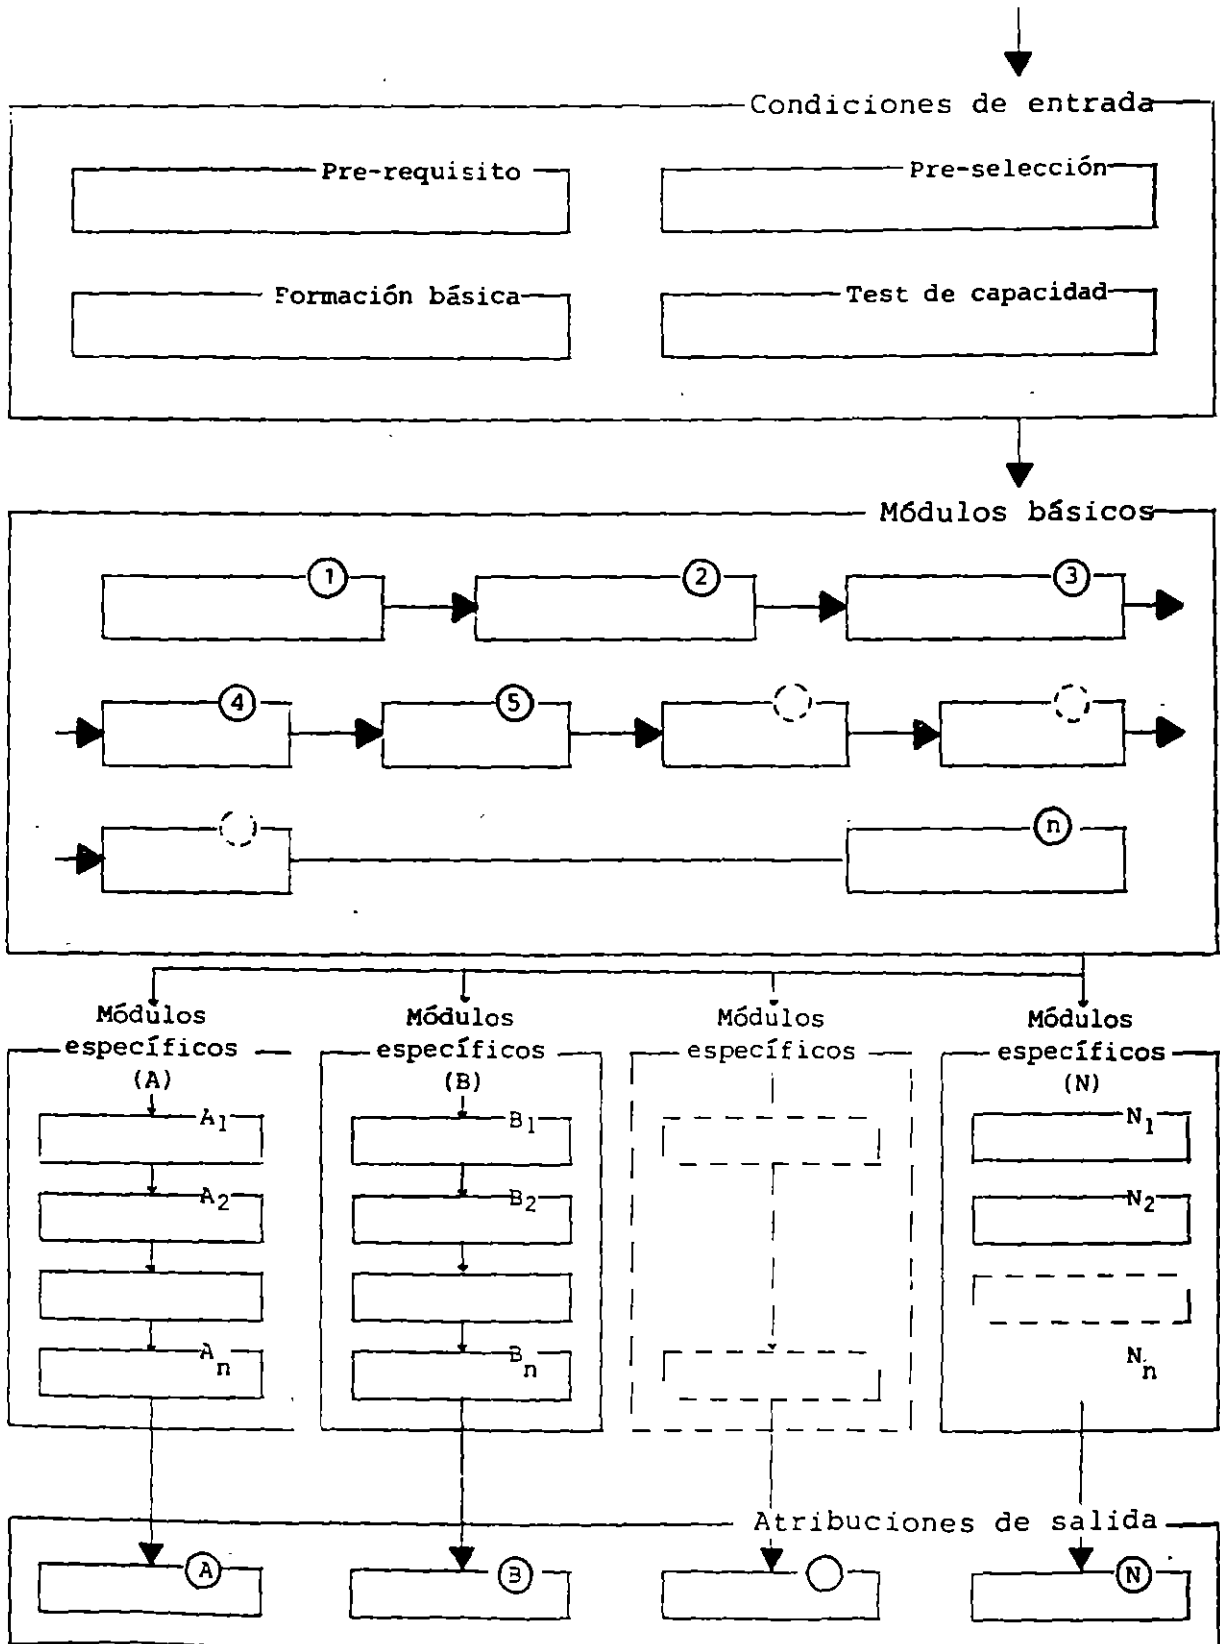 Condiciones de entrada
Pre-requisito
Pre-selección
Formación básica
Test de capacidad
Módulos básicos
1
2
3
4
5
n
Módulos
específicos
(A)
Módulos
específicos
(B)
Módulos
específicos
Módulos
específicos
(N)
A1
B1
N1
A2
B2
N2
An
Bn
Nn
Atribuciones de salida
A
B
N